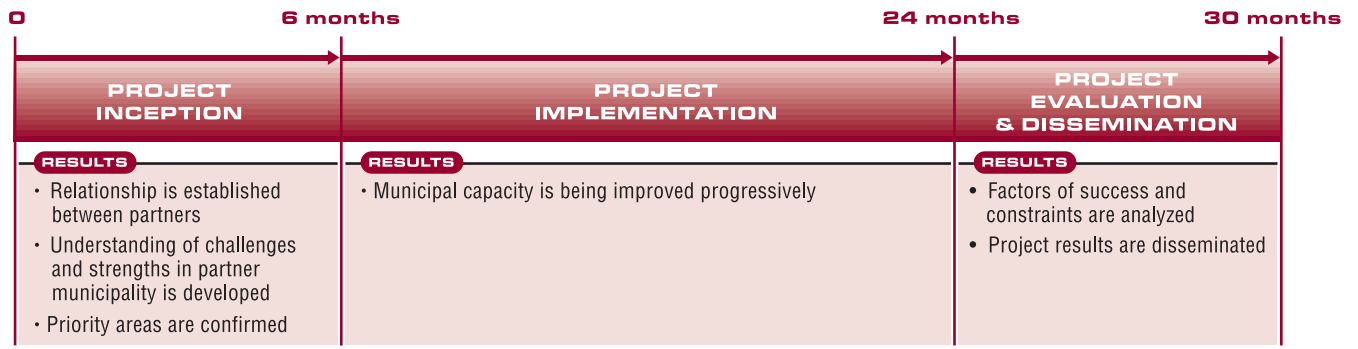 0 6 months 24 months 30 months
PROJECT
INCEPTION
PROJECT
IMPLEMENTATION
PROJECT
EVALUATION
& DISSEMINATION
RESULTS
· Relationship is established
between partners
· Understanding of challenges
and strengths in partner
municipality is developed
· Priority areas are confirmed
RESULTS
· Municipal capacity is being improved progressively
RESULTS
• Factors of success and
constraints are analyzed
• Project results are disseminated